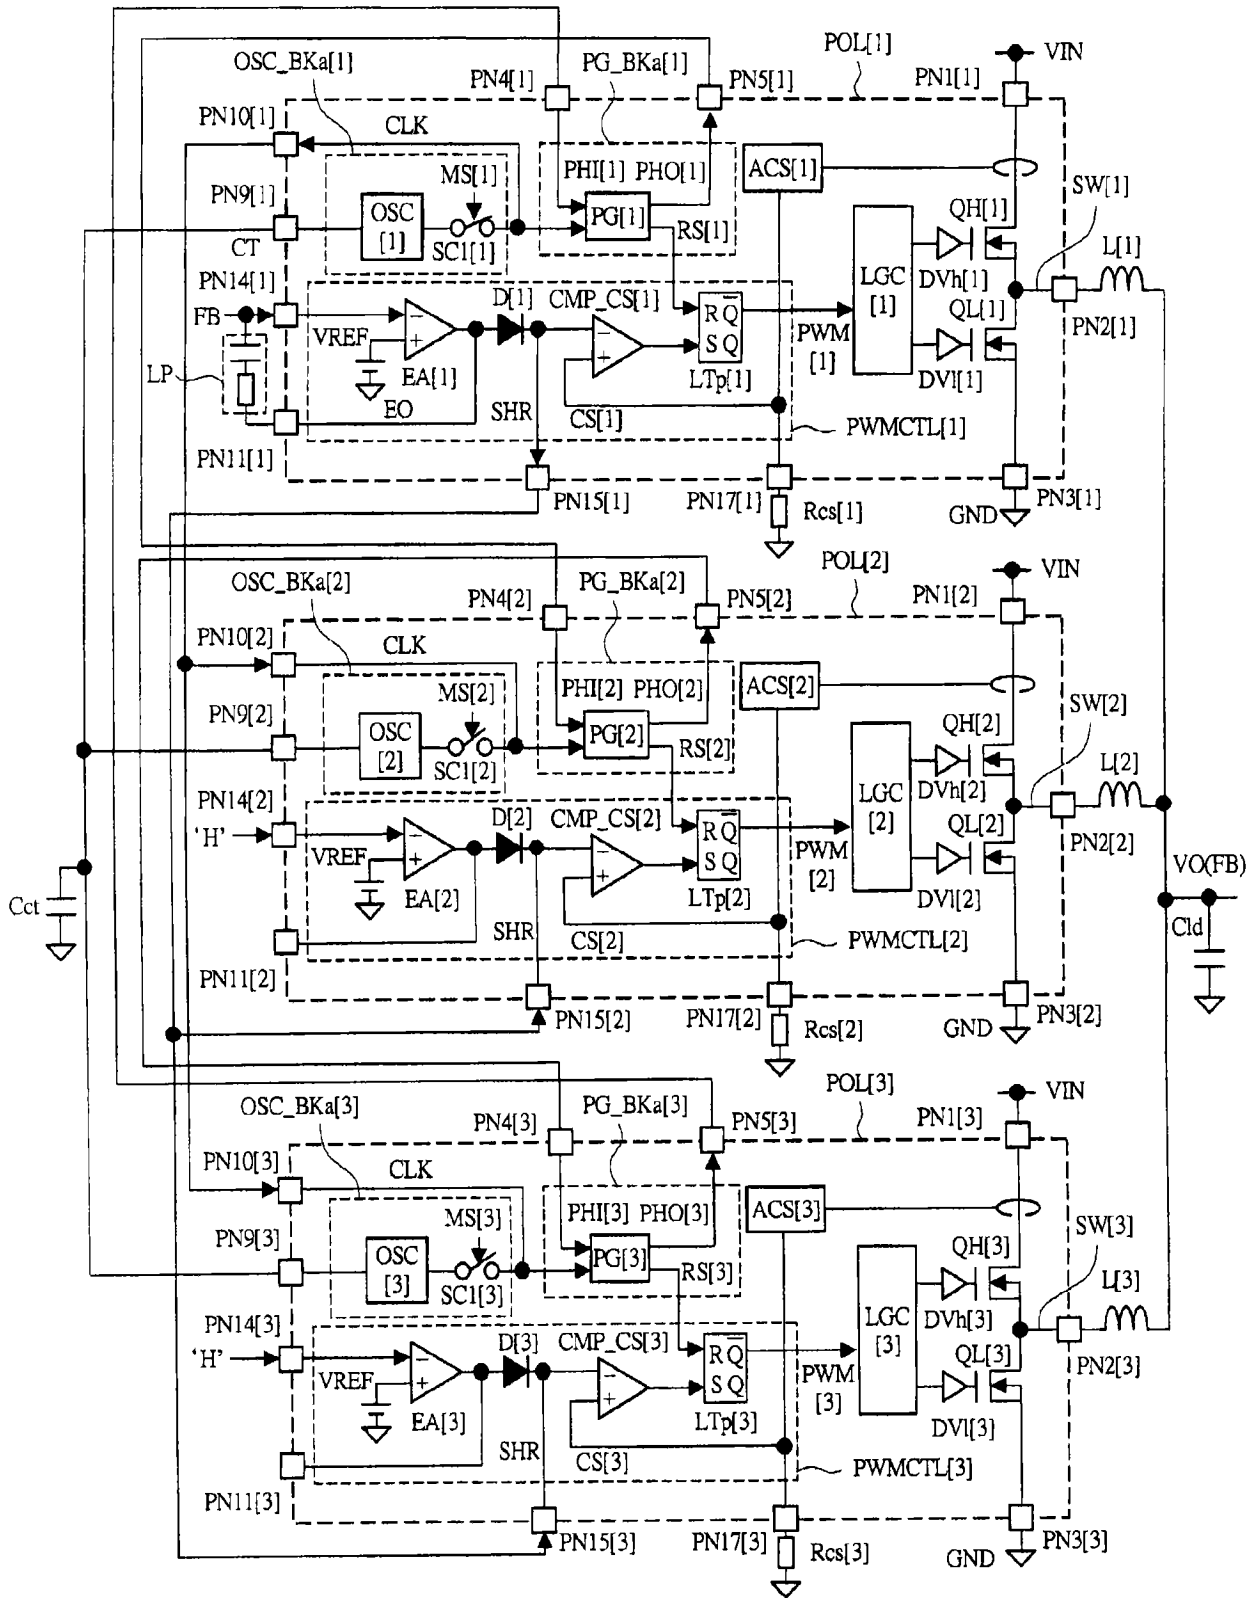 OSC_BKa[1]
PG_BKa[1]
POL[1]
VIN
PN4[1]
PN5[1]
PN1[1]
PN10[1]
CLK
MS[1]
PHI[1]
PHO[1]
ACS[1]
SW[1]
PN9[1]
OSC
[1]
PG[1]
QH[1]
CT
SC1[1]
RS[1]
LGC
[1]
DVh[1]
L[1]
PN14[1]
D[1]
CMP_CS[1]
QL[1]
FB
VREF
R Q
S Q
PWM
[1]
PN2[1]
LP
EA[1]
LTp[1]
DVl[1]
EO
SHR
CS[1]
PWMCTL[1]
PN11[1]
PN15[1]
PN17[1]
Rcs[1]
GND
PN3[1]
OSC_BKa[2]
PG_BKa[2]
POL[2]
VIN
PN4[2]
PN5[2]
PN1[2]
PN10[2]
CLK
MS[2]
PHI[2]
PHO[2]
ACS[2]
SW[2]
PN9[2]
OSC
[2]
PG[2]
QH[2]
SC1[2]
RS[2]
LGC
[2]
DVh[2]
L[2]
PN14[2]
D[2]
CMP_CS[2]
QL[2]
'H'
VREF
R Q
S Q
PWM
[2]
PN2[2]
EA[2]
LTp[2]
DVl[2]
VO(FB)
Cct
SHR
CS[2]
PWMCTL[2]
Cld
PN11[2]
PN15[2]
PN17[2]
Rcs[2]
GND
PN3[2]
OSC_BKa[3]
PG_BKa[3]
POL[3]
VIN
PN4[3]
PN5[3]
PN1[3]
PN10[3]
CLK
MS[3]
PHI[3]
PHO[3]
ACS[3]
SW[3]
PN9[3]
OSC
[3]
PG[3]
QH[3]
SC1[3]
RS[3]
LGC
[3]
DVh[3]
L[3]
PN14[3]
D[3]
CMP_CS[3]
QL[3]
'H'
VREF
R Q
S Q
PWM
[3]
PN2[3]
EA[3]
LTp[3]
DVl[3]
SHR
CS[3]
PWMCTL[3]
PN11[3]
PN15[3]
PN17[3]
Rcs[3]
GND
PN3[3]